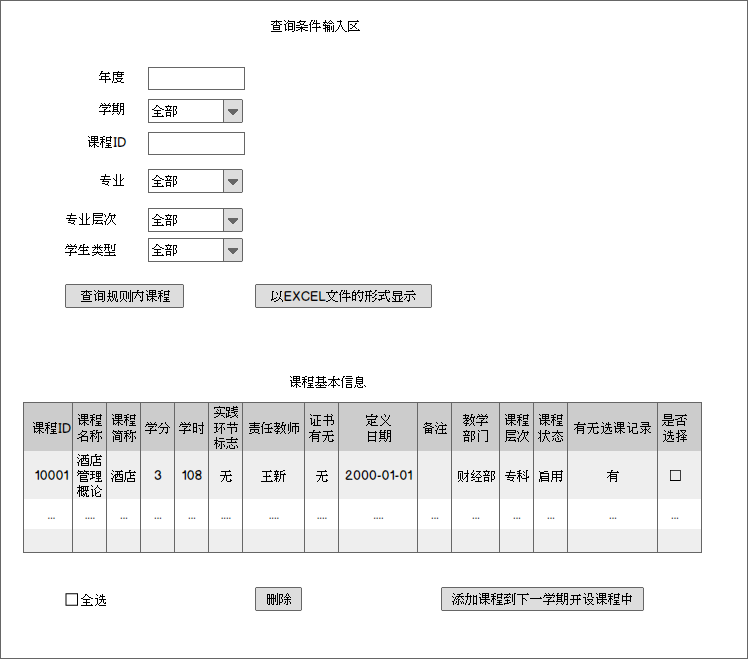 查询条件输入区
年度
学期 全部
课程ID
专业 全部
专业层次 全部
学生类型 全部
查询规则内课程 以EXCEL文件的形式显示
课程基本信息
课程ID 课程名称 课程简称 学分 学时 实践环节标志 责任教师 证书有无 定义日期 备注 教学部门 课程层次 课程状态 有无选课记录 是否选择
10001 酒店管理概论 酒店 3 108 无 王新 无 2000-01-01 财经部 专科 启用 有
... .... ... ... ... .... .... .... .... ... ... ... ... ... ...
全选 删除 添加课程到下一学期开设课程中